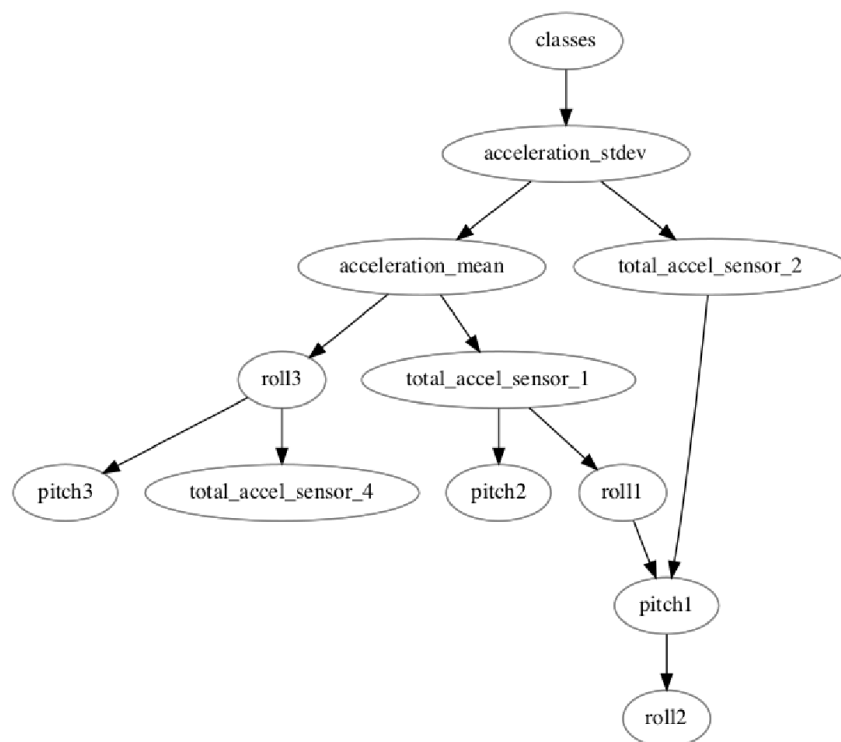 classes
acceleration_stdev
acceleration_mean
total_accel_sensor_2
roll3
total_accel_sensor_1
pitch3
total_accel_sensor_4
pitch2
roll1
pitch1
roll2